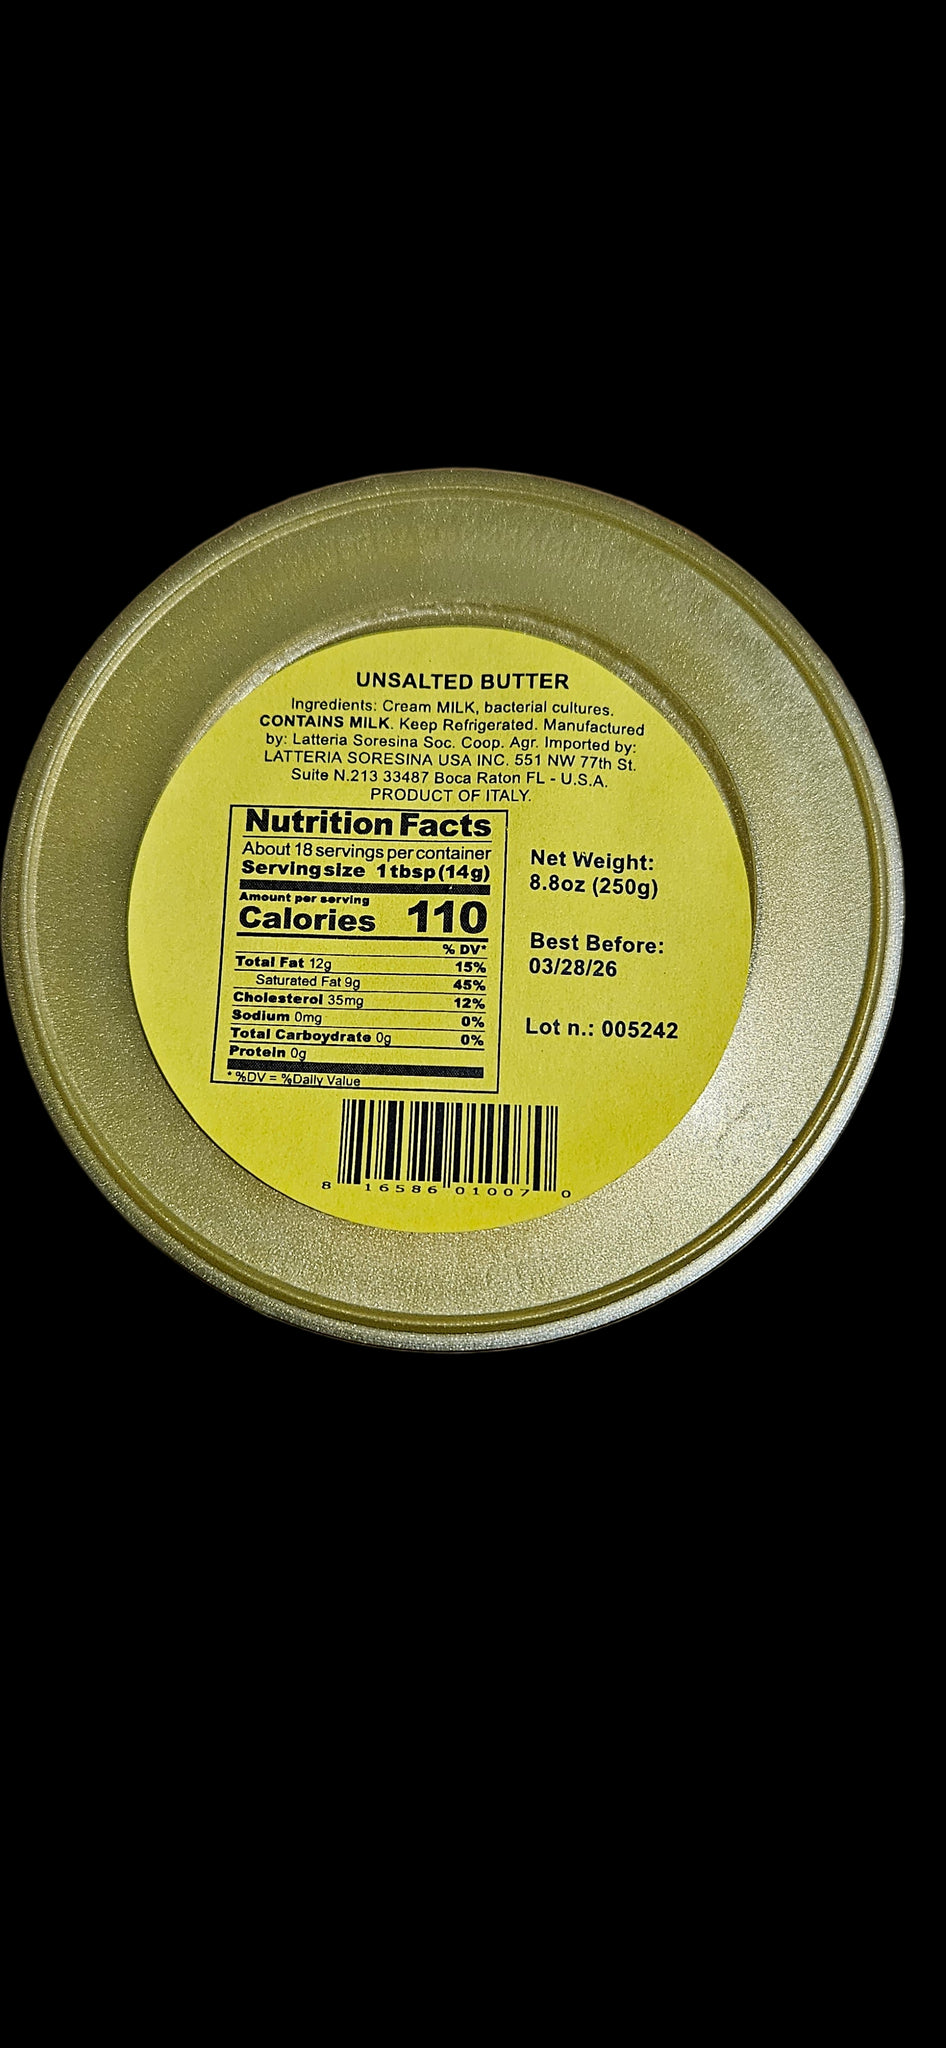 UNSALTED BUTTER
Ingredients: Cream MILK, bacterial cultures.
CONTAINS MILK. Keep Refrigerated. Manufactured
by: Latteria Soresina Soc. Coop. Agr. Imported by:
LATTERIA SORESINA USA INC. 551 NW 77th St.
Suite N.213 33487 Boca Raton FL - U.S.A.
PRODUCT OF ITALY.
Nutrition Facts
About 18 servings per container
Serving size 1 tbsp (14g)
Amount per serving
Calories 110
% DV*
Total Fat 12g 15%
Saturated Fat 9g 45%
Cholesterol 35mg 12%
Sodium 0mg 0%
Total Carboydrate 0g 0%
Protein 0g
* %DV = %Daily Value
Net Weight:
8.8oz (250g)
Best Before:
03/28/26
Lot n.: 005242
8 16586 01007 0